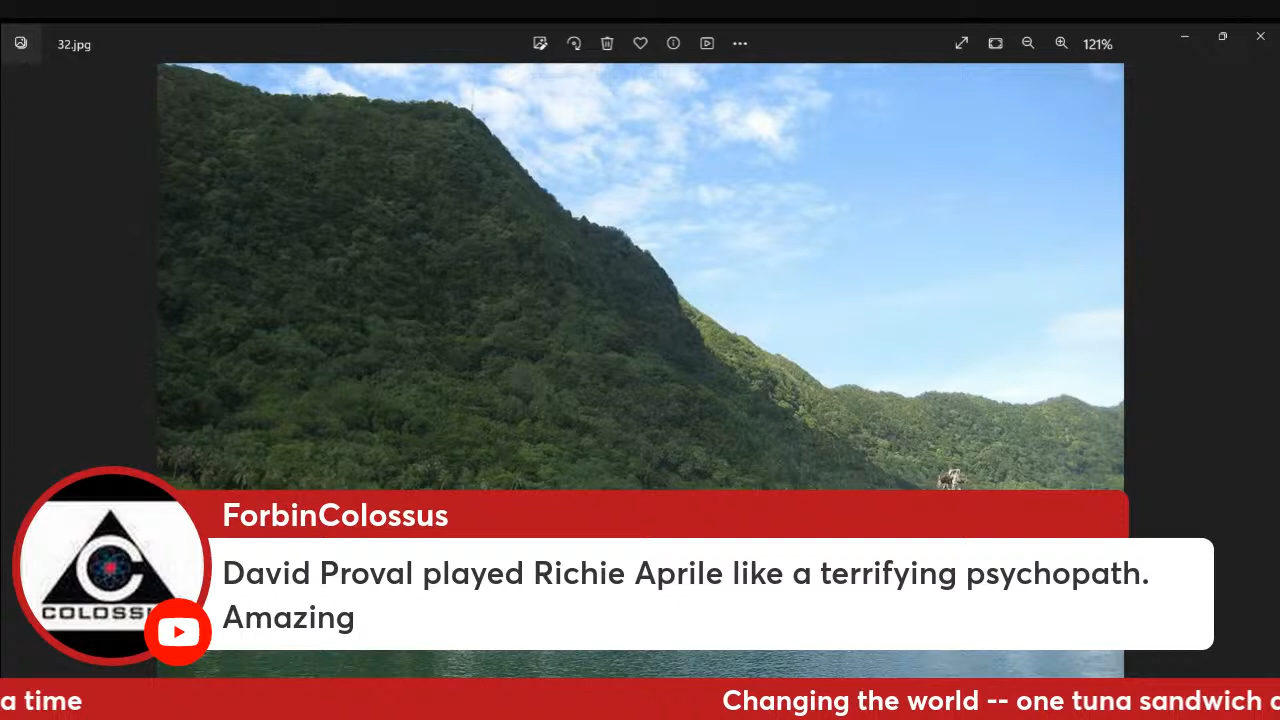 32.jpg
121%
ForbinColossus
David Proval played Richie Aprile like a terrifying psychopath.
Amazing
C
COLOSS
a time
Changing the world -- one tuna sandwich a